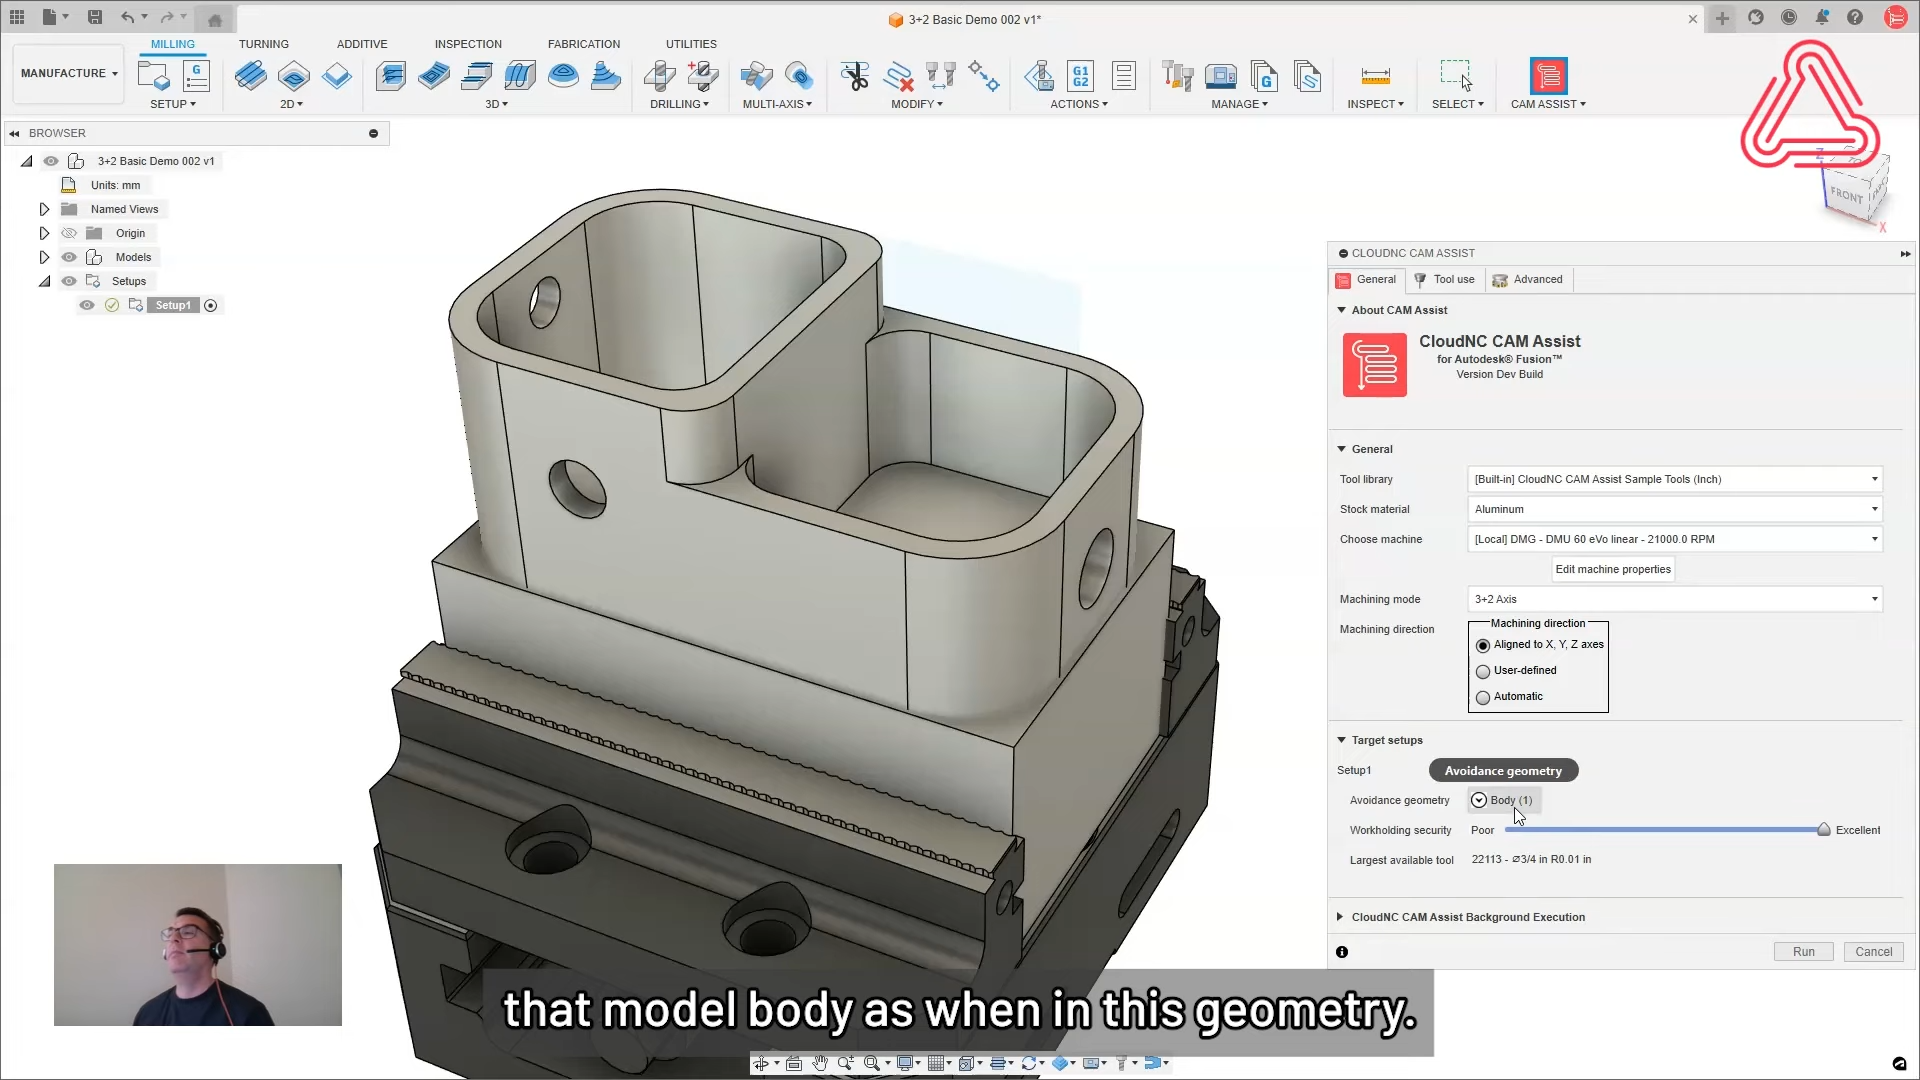 3+2 Basic Demo 002 v1*
MANUFACTURE
MILLING
TURNING
ADDITIVE
INSPECTION
FABRICATION
UTILITIES
SETUP
2D
3D
DRILLING
MULTI-AXIS
MODIFY
G1
G2
ACTIONS
MANAGE
INSPECT
SELECT
CAM ASSIST
BROWSER
3+2 Basic Demo 002 v1
Units: mm
Named Views
Origin
Models
Setups
Setup1
Z
FRONT
X
CLOUDNC CAM ASSIST
General
Tool use
Advanced
About CAM Assist
CloudNC CAM Assist
for Autodesk® Fusion™
Version Dev Build
General
Tool library
[Built-in] CloudNC CAM Assist Sample Tools (Inch)
Stock material
Aluminum
Choose machine
[Local] DMG - DMU 60 eVo linear - 21000.0 RPM
Edit machine properties
Machining mode
3+2 Axis
Machining direction
Machining direction
Aligned to X, Y, Z axes
User-defined
Automatic
Target setups
Setup1
Avoidance geometry
Avoidance geometry
Body (1)
Workholding security
Poor
Excellent
Largest available tool
22113 - ⌀3/4 in R0.01 in
CloudNC CAM Assist Background Execution
Run
Cancel
that model body as when in this geometry.